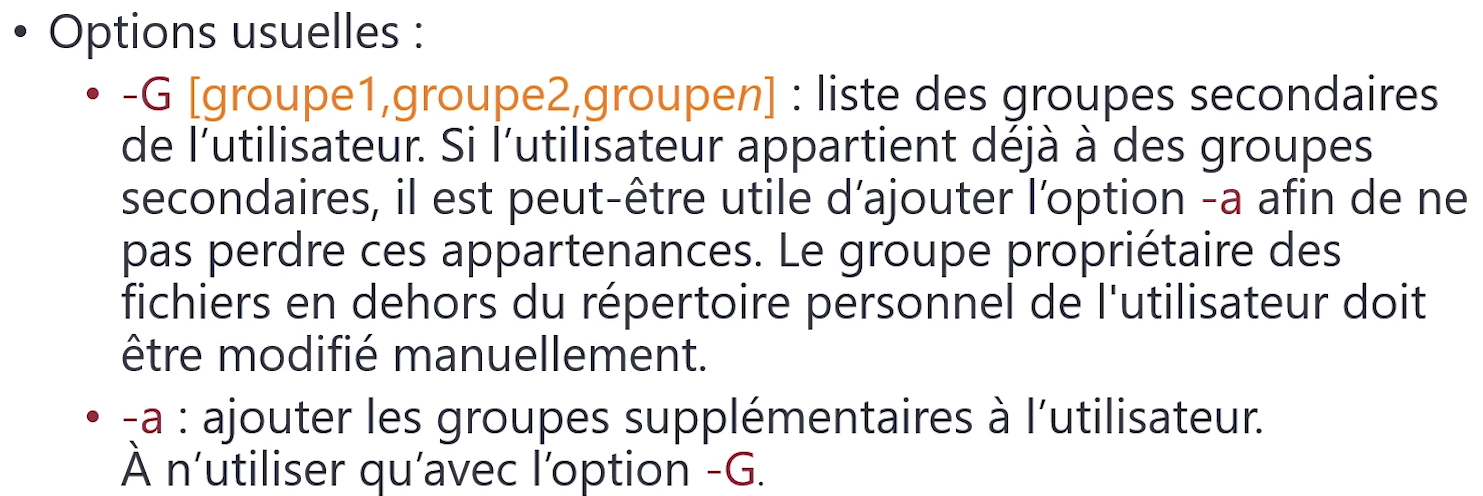 • Options usuelles :
• -G [groupe1,groupe2,groupen] : liste des groupes secondaires
de l’utilisateur. Si l’utilisateur appartient déjà à des groupes
secondaires, il est peut-être utile d’ajouter l’option -a afin de ne
pas perdre ces appartenances. Le groupe propriétaire des
fichiers en dehors du répertoire personnel de l'utilisateur doit
être modifié manuellement.
• -a : ajouter les groupes supplémentaires à l’utilisateur.
À n’utiliser qu’avec l’option -G.